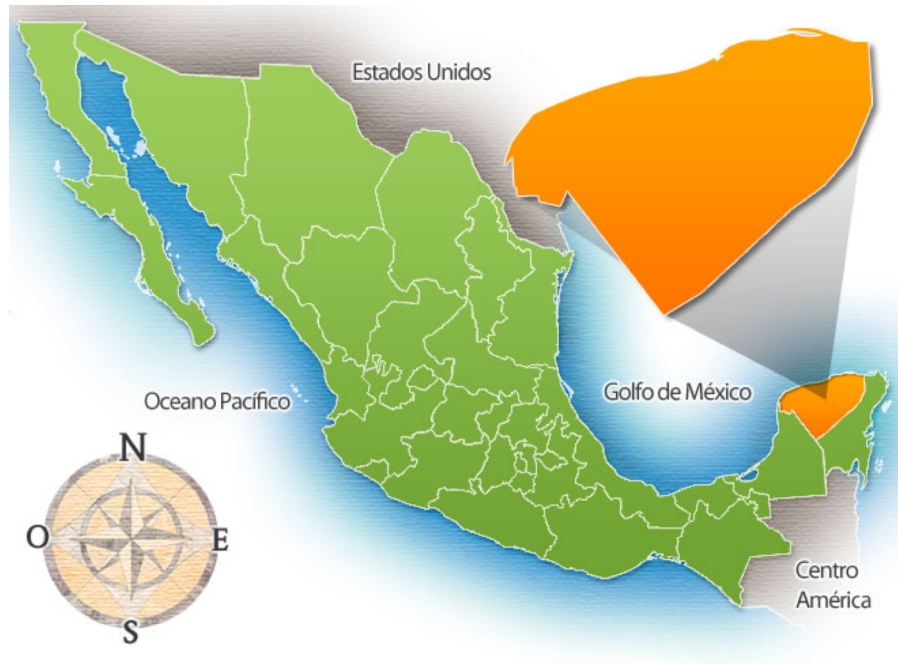 Estados Unidos
Golfo de México
Oceano Pacífico
N
O
E
S
Centro
América